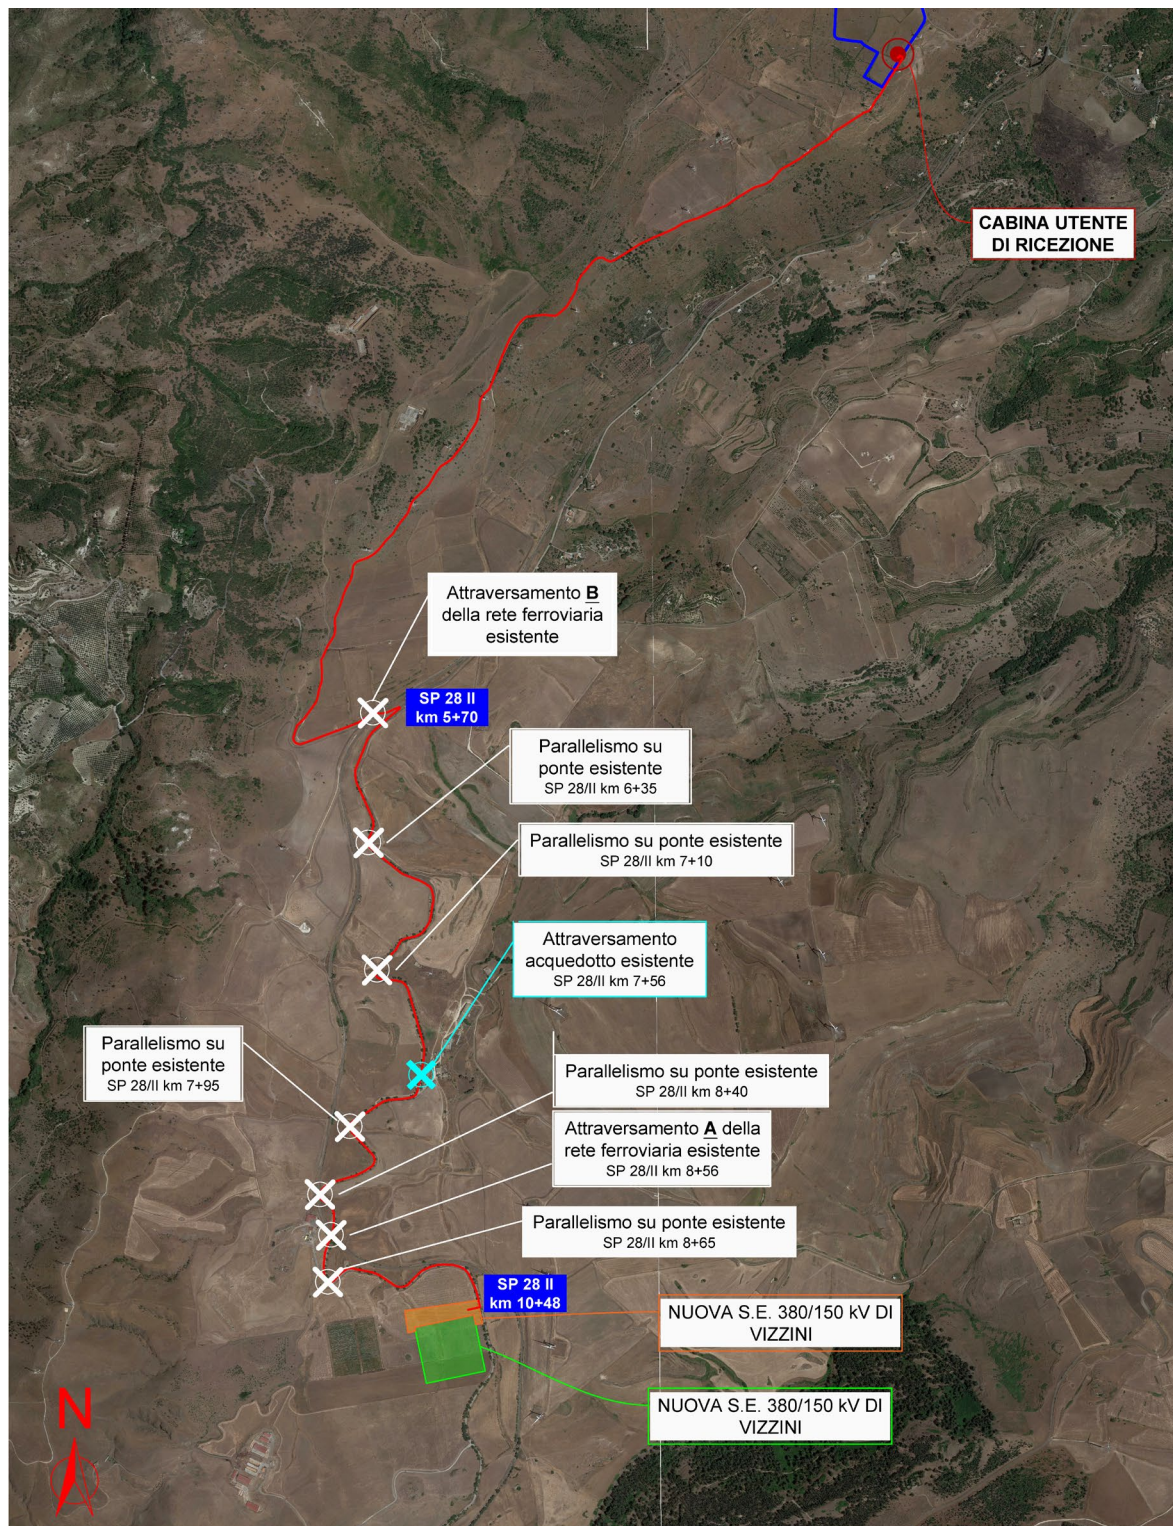 CABINA UTENTE
DI RICEZIONE
Attraversamento B
della rete ferroviaria
esistente
SP 28 II
km 5+70
Parallelismo su
ponte esistente
SP 28/II km 6+35
Parallelismo su ponte esistente
SP 28/II km 7+10
Attraversamento
acquedotto esistente
SP 28/II km 7+56
Parallelismo su
ponte esistente
SP 28/II km 7+95
Parallelismo su ponte esistente
SP 28/II km 8+40
Attraversamento A della
rete ferroviaria esistente
SP 28/II km 8+56
Parallelismo su ponte esistente
SP 28/II km 8+65
SP 28 II
km 10+48
NUOVA S.E. 380/150 kV DI
VIZZINI
NUOVA S.E. 380/150 kV DI
VIZZINI
N